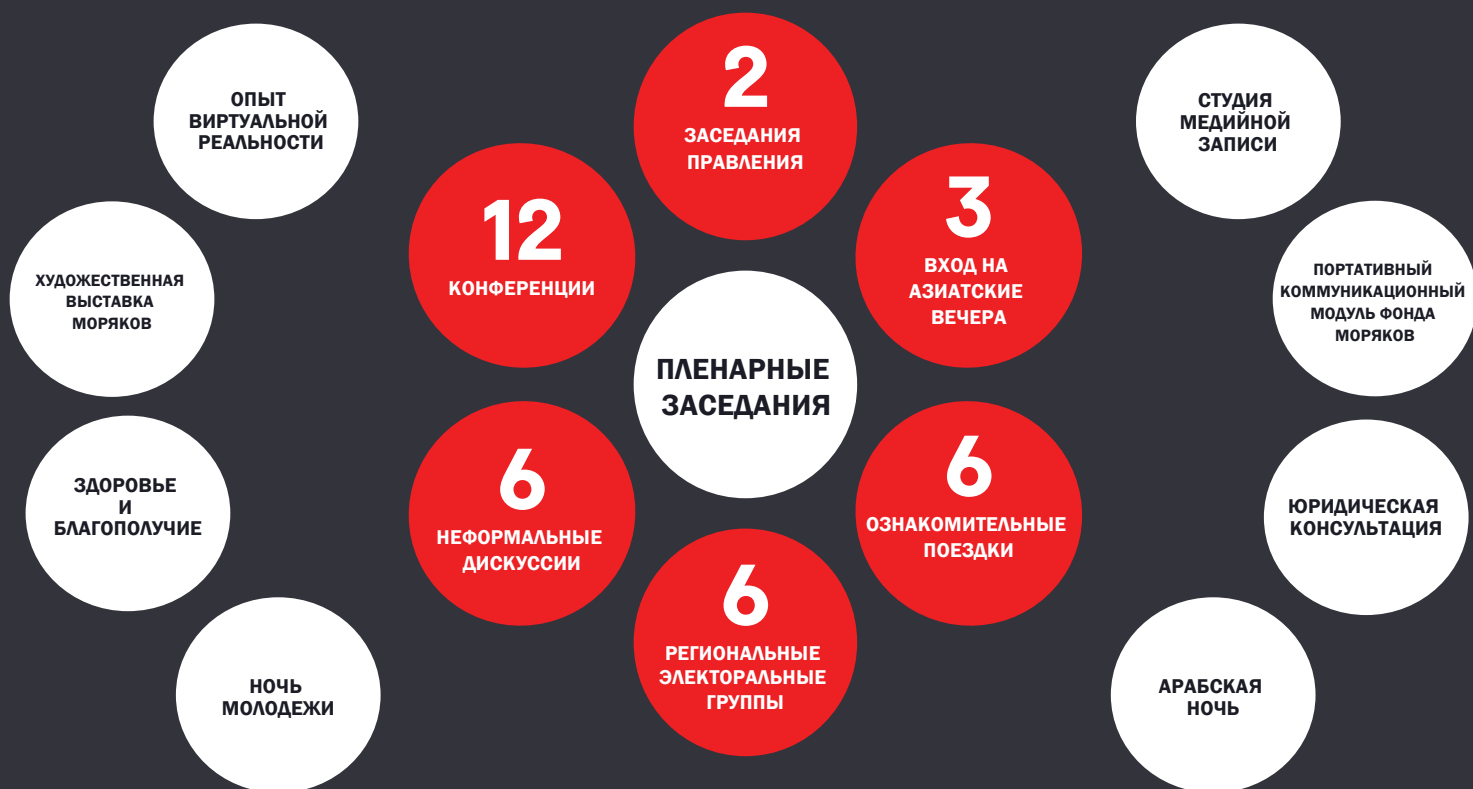 ОПЫТ
ВИРТУАЛЬНОЙ
РЕАЛЬНОСТИ
ХУДОЖЕСТВЕННАЯ
ВЫСТАВКА
МОРЯКОВ
ЗДОРОВЬЕ
И
БЛАГОПОЛУЧИЕ
НОЧЬ
МОЛОДЕЖИ
2
ЗАСЕДАНИЯ
ПРАВЛЕНИЯ
12
КОНФЕРЕНЦИИ
3
ВХОД НА
АЗИАТСКИЕ
ВЕЧЕРА
ПЛЕНАРНЫЕ
ЗАСЕДАНИЯ
6
НЕФОРМАЛЬНЫЕ
ДИСКУССИИ
6
ОЗНАКОМИТЕЛЬНЫЕ
ПОЕЗДКИ
6
РЕГИОНАЛЬНЫЕ
ЭЛЕКТОРАЛЬНЫЕ
ГРУППЫ
СТУДИЯ
МЕДИЙНОЙ
ЗАПИСИ
ПОРТАТИВНЫЙ
КОММУНИКАЦИОННЫЙ
МОДУЛЬ ФОНДА
МОРЯКОВ
ЮРИДИЧЕСКАЯ
КОНСУЛЬТАЦИЯ
АРАБСКАЯ
НОЧЬ